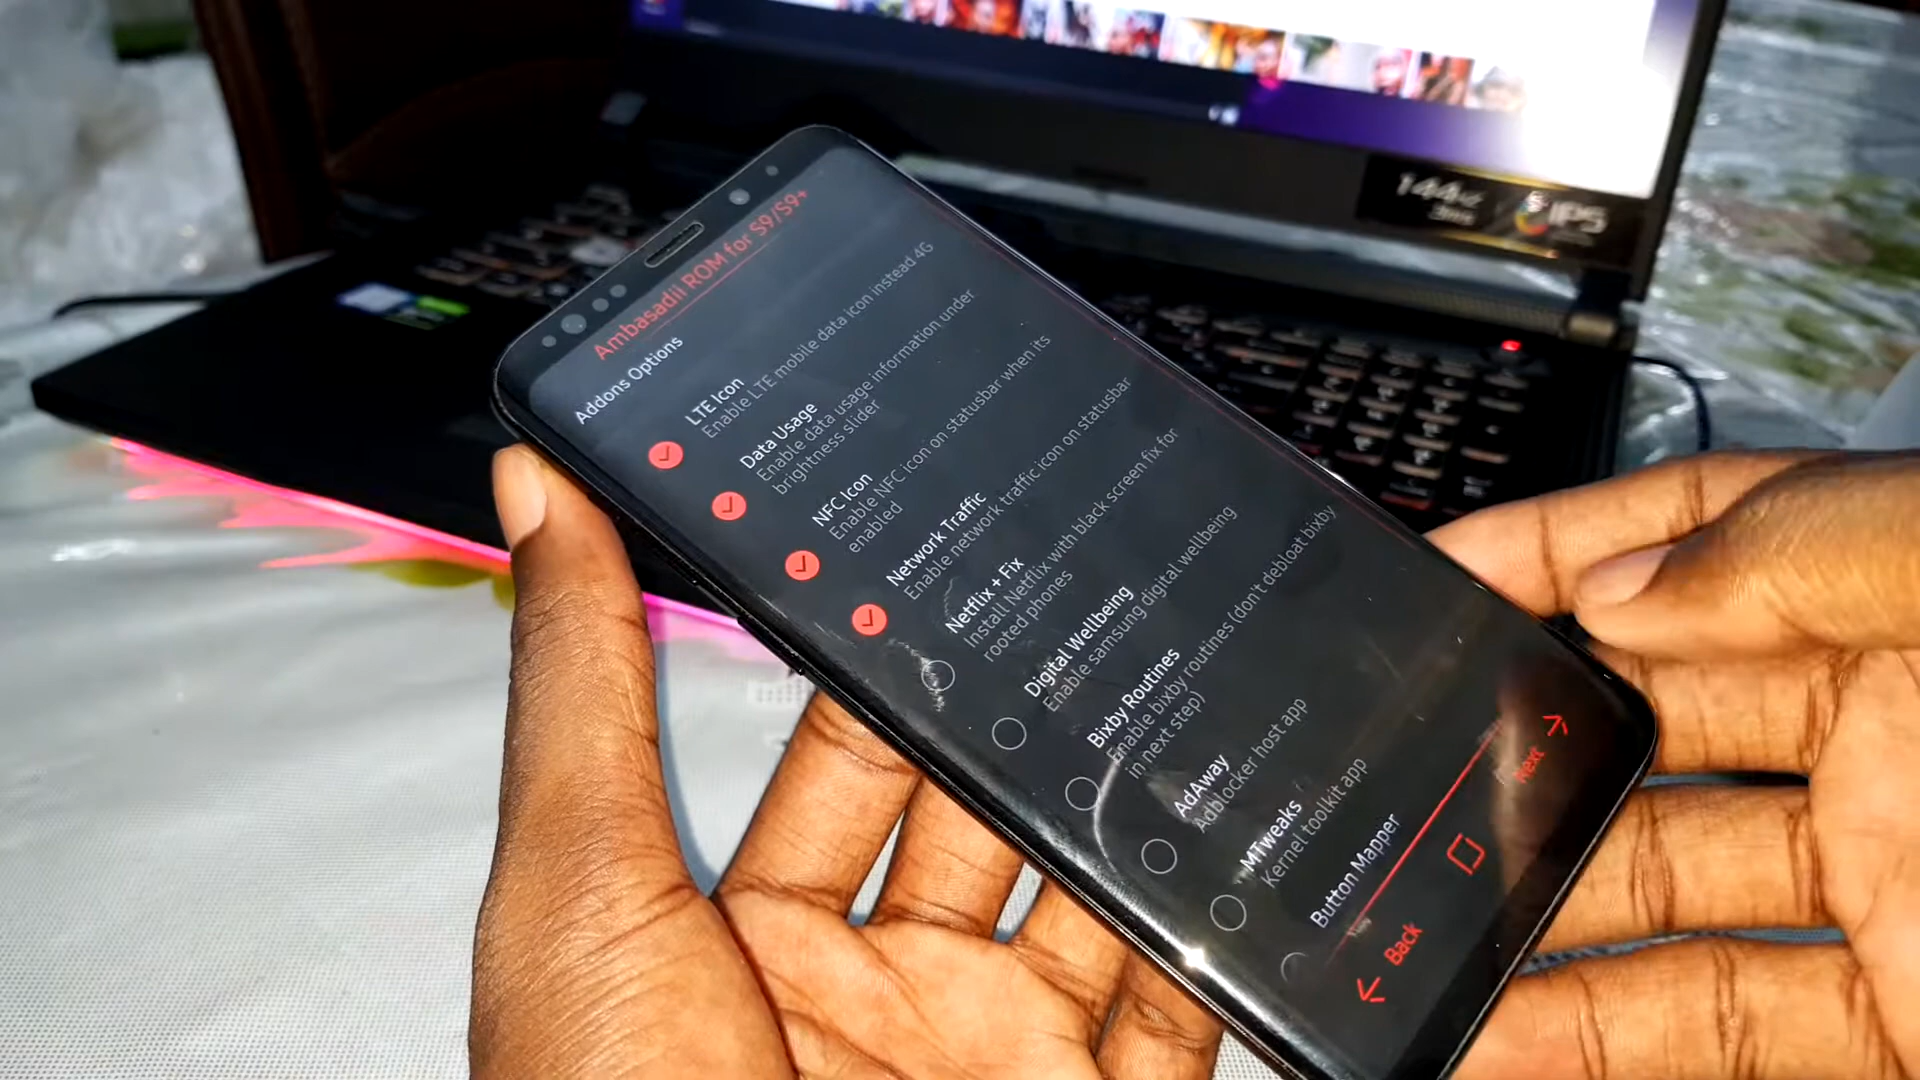 Ambasadii ROM for S9/S9+
Addons Options
LTE Icon
Enable LTE mobile data icon instead 4G
Data Usage
Enable data usage information under
brightness slider
NFC Icon
Enable NFC icon on statusbar when its
enabled
Network Traffic
Enable network traffic icon on statusbar
Netflix + Fix
Install Netflix with black screen fix for
rooted phones
Digital Wellbeing
Enable samsung digital wellbeing
Bixby Routines
Enable bixby routines (don't debloat bixby
in next step)
AdAway
Adblocker host app
MTweaks
Kernel toolkit app
Button Mapper
Back
Next
144Hz
3ms
IPS